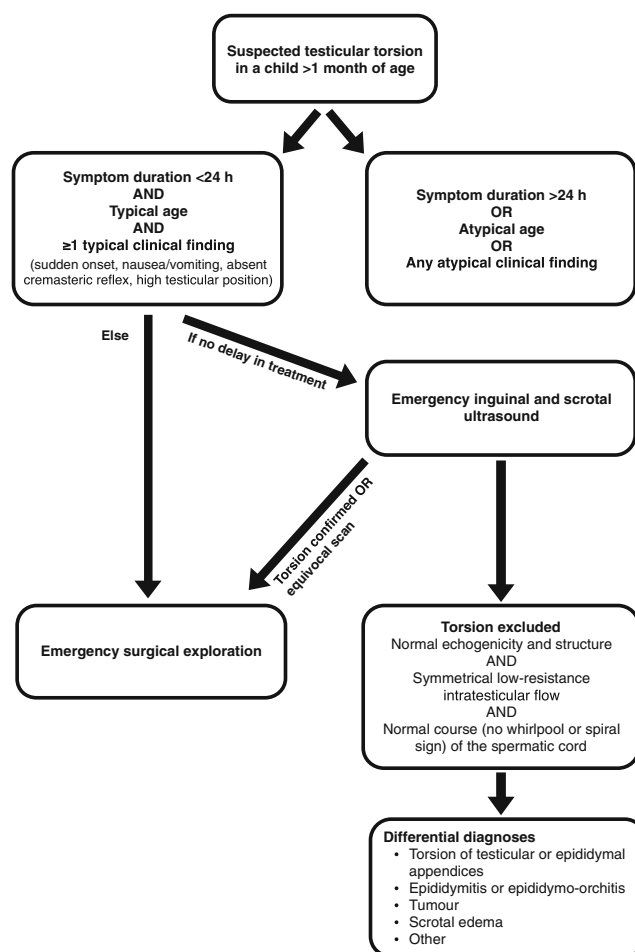 Suspected testicular torsion
in a child >1 month of age
Symptom duration <24 h
AND
Typical age
AND
≥1 typical clinical finding
(sudden onset, nausea/vomiting, absent
cremasteric reflex, high testicular position)
Symptom duration >24 h
OR
Atypical age
OR
Any atypical clinical finding
Else
If no delay in treatment
Emergency inguinal and scrotal
ultrasound
Torsion confirmed OR
equivocal scan
Emergency surgical exploration
Torsion excluded
Normal echogenicity and structure
AND
Symmetrical low-resistance
intratesticular flow
AND
Normal course (no whirlpool or spiral
sign) of the spermatic cord
Differential diagnoses
• Torsion of testicular or epididymal
appendices
• Epididymitis or epididymo-orchitis
• Tumour
• Scrotal edema
• Other